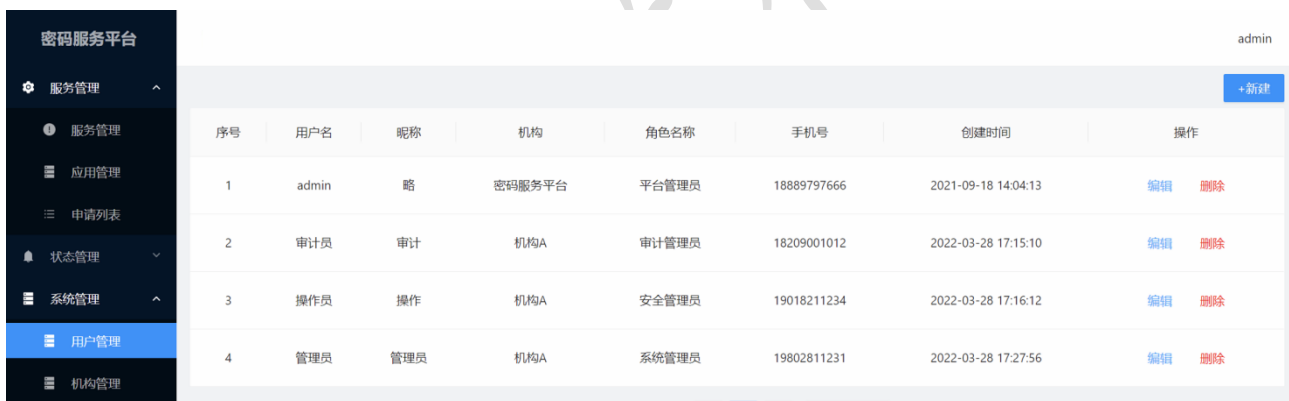 密码服务平台
admin
服务管理
+新建
服务管理
应用管理
申请列表
状态管理
系统管理
用户管理
机构管理
序号 用户名 昵称 机构 角色名称 手机号 创建时间 操作
1 admin 略 密码服务平台 平台管理员 18889797666 2021-09-18 14:04:13 编辑 删除
2 审计员 审计 机构A 审计管理员 18209001012 2022-03-28 17:15:10 编辑 删除
3 操作员 操作 机构A 安全管理员 19018211234 2022-03-28 17:16:12 编辑 删除
4 管理员 管理员 机构A 系统管理员 19802811231 2022-03-28 17:27:56 编辑 删除